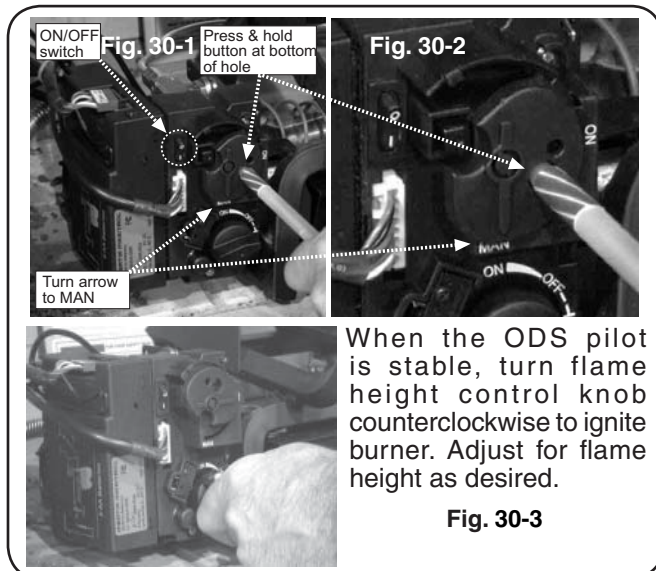 ON/OFF
switch
Fig. 30-1
Press & hold
button at bottom
of hole
Turn arrow
to MAN
ON
Fig. 30-2
ON
MAN
ON
OFF
When the ODS pilot
is stable, turn flame
height control knob
counterclockwise to ignite
burner. Adjust for flame
height as desired.
Fig. 30-3